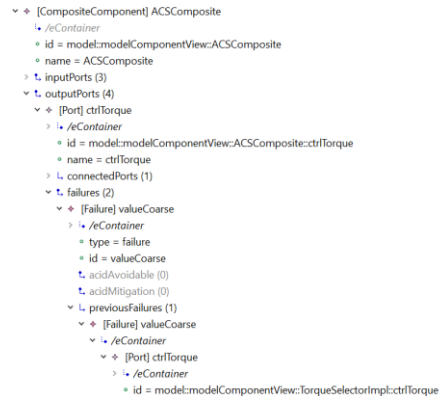 [CompositeComponent] ACSComposite
/eContainer
id = model::modelComponentView::ACSComposite
name = ACSComposite
inputPorts (3)
outputPorts (4)
[Port] ctrlTorque
/eContainer
id = model::modelComponentView::ACSComposite::ctrlTorque
name = ctrlTorque
connectedPorts (1)
failures (2)
[Failure] valueCoarse
/eContainer
type = failure
id = valueCoarse
acidAvoidable (0)
acidMitigation (0)
previousFailures (1)
[Failure] valueCoarse
/eContainer
[Port] ctrlTorque
/eContainer
id = model::modelComponentView::TorqueSelectorImpl::ctrlTorque